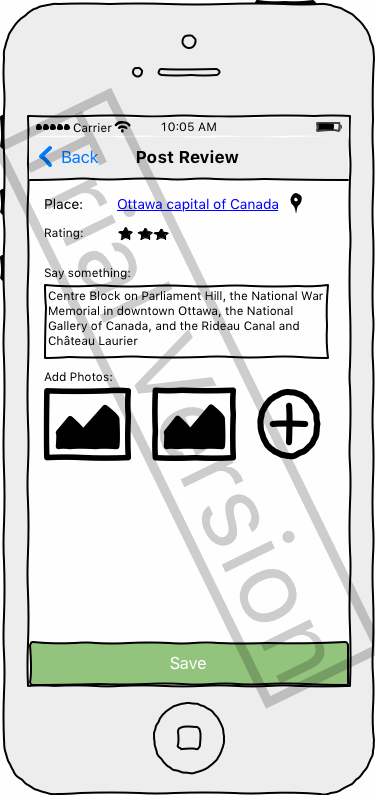 Carrier 10:05 AM
Back Post Review
Place: Ottawa capital of Canada
Rating:
Say something:
Centre Block on Parliament Hill, the National War
Memorial in downtown Ottawa, the National
Gallery of Canada, and the Rideau Canal and
Château Laurier
Add Photos:
Save
Trial Version